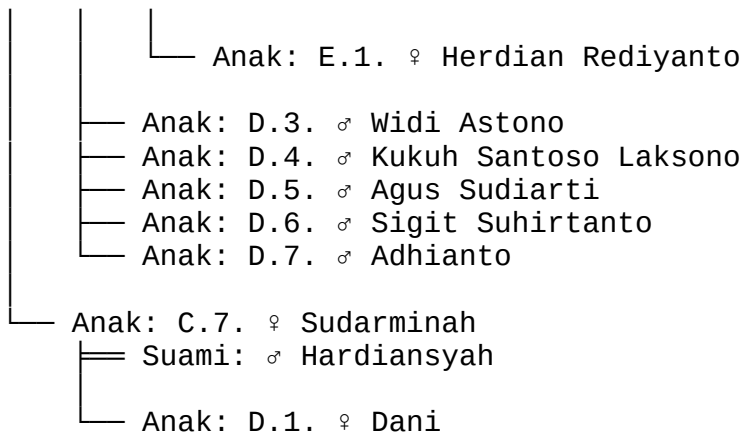 Anak: E.1. ♀ Herdian Rediyanto
Anak: D.3. ♂ Widi Astono
Anak: D.4. ♂ Kukuh Santoso Laksono
Anak: D.5. ♂ Agus Sudiarti
Anak: D.6. ♂ Sigit Suhirtanto
Anak: D.7. ♂ Adhianto
Anak: C.7. ♀ Sudarminah
Suami: ♂ Hardiansyah
Anak: D.1. ♀ Dani